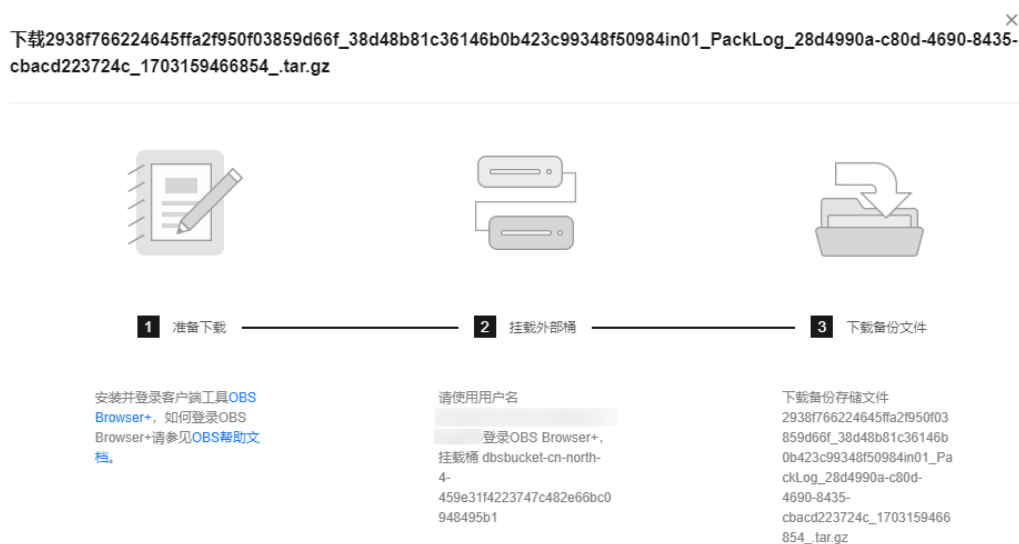 下载2938f766224645ffa2f950f03859d66f_38d48b81c36146b0b423c99348f50984in01_PackLog_28d4990a-c80d-4690-8435-
cbacd223724c_1703159466854_.tar.gz
1 准备下载
2 挂载外部桶
3 下载备份文件
安装并登录客户端工具OBS
Browser+，如何登录OBS
Browser+请参见OBS帮助文
档。
请使用用户名
登录OBS Browser+，
挂载桶 dbsbucket-cn-north-
4-
459e31f4223747c482e66bc0
948495b1
下载备份存储文件
2938f766224645ffa2f950f03
859d66f_38d48b81c36146b
0b423c99348f50984in01_Pa
ckLog_28d4990a-c80d-
4690-8435-
cbacd223724c_1703159466
854_.tar.gz